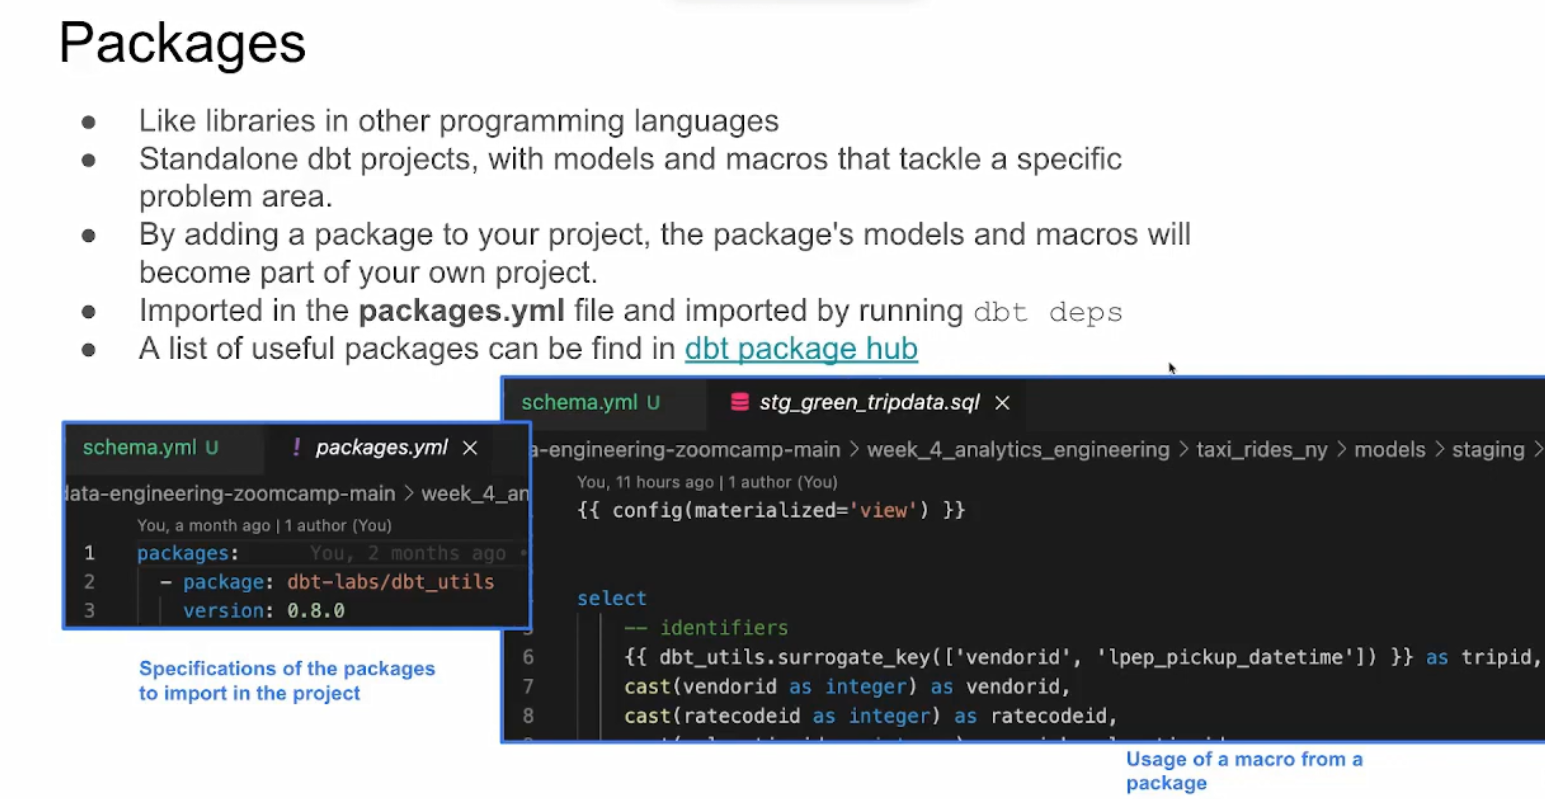 Packages
● Like libraries in other programming languages
● Standalone dbt projects, with models and macros that tackle a specific
problem area.
● By adding a package to your project, the package's models and macros will
become part of your own project.
● Imported in the packages.yml file and imported by running dbt deps
● A list of useful packages can be find in dbt package hub
schema.yml U
! packages.yml ×
data-engineering-zoomcamp-main > week_4_an
You, a month ago | 1 author (You)
1 packages: You, 2 months ago •
2 - package: dbt-labs/dbt_utils
3 version: 0.8.0
Specifications of the packages
to import in the project
schema.yml U
stg_green_tripdata.sql ×
a-engineering-zoomcamp-main > week_4_analytics_engineering > taxi_rides_ny > models > staging >
You, 11 hours ago | 1 author (You)
{{ config(materialized='view') }}
select
-- identifiers
6 {{ dbt_utils.surrogate_key(['vendorid', 'lpep_pickup_datetime']) }} as tripid,
7 cast(vendorid as integer) as vendorid,
8 cast(ratecodeid as integer) as ratecodeid,
Usage of a macro from a
package